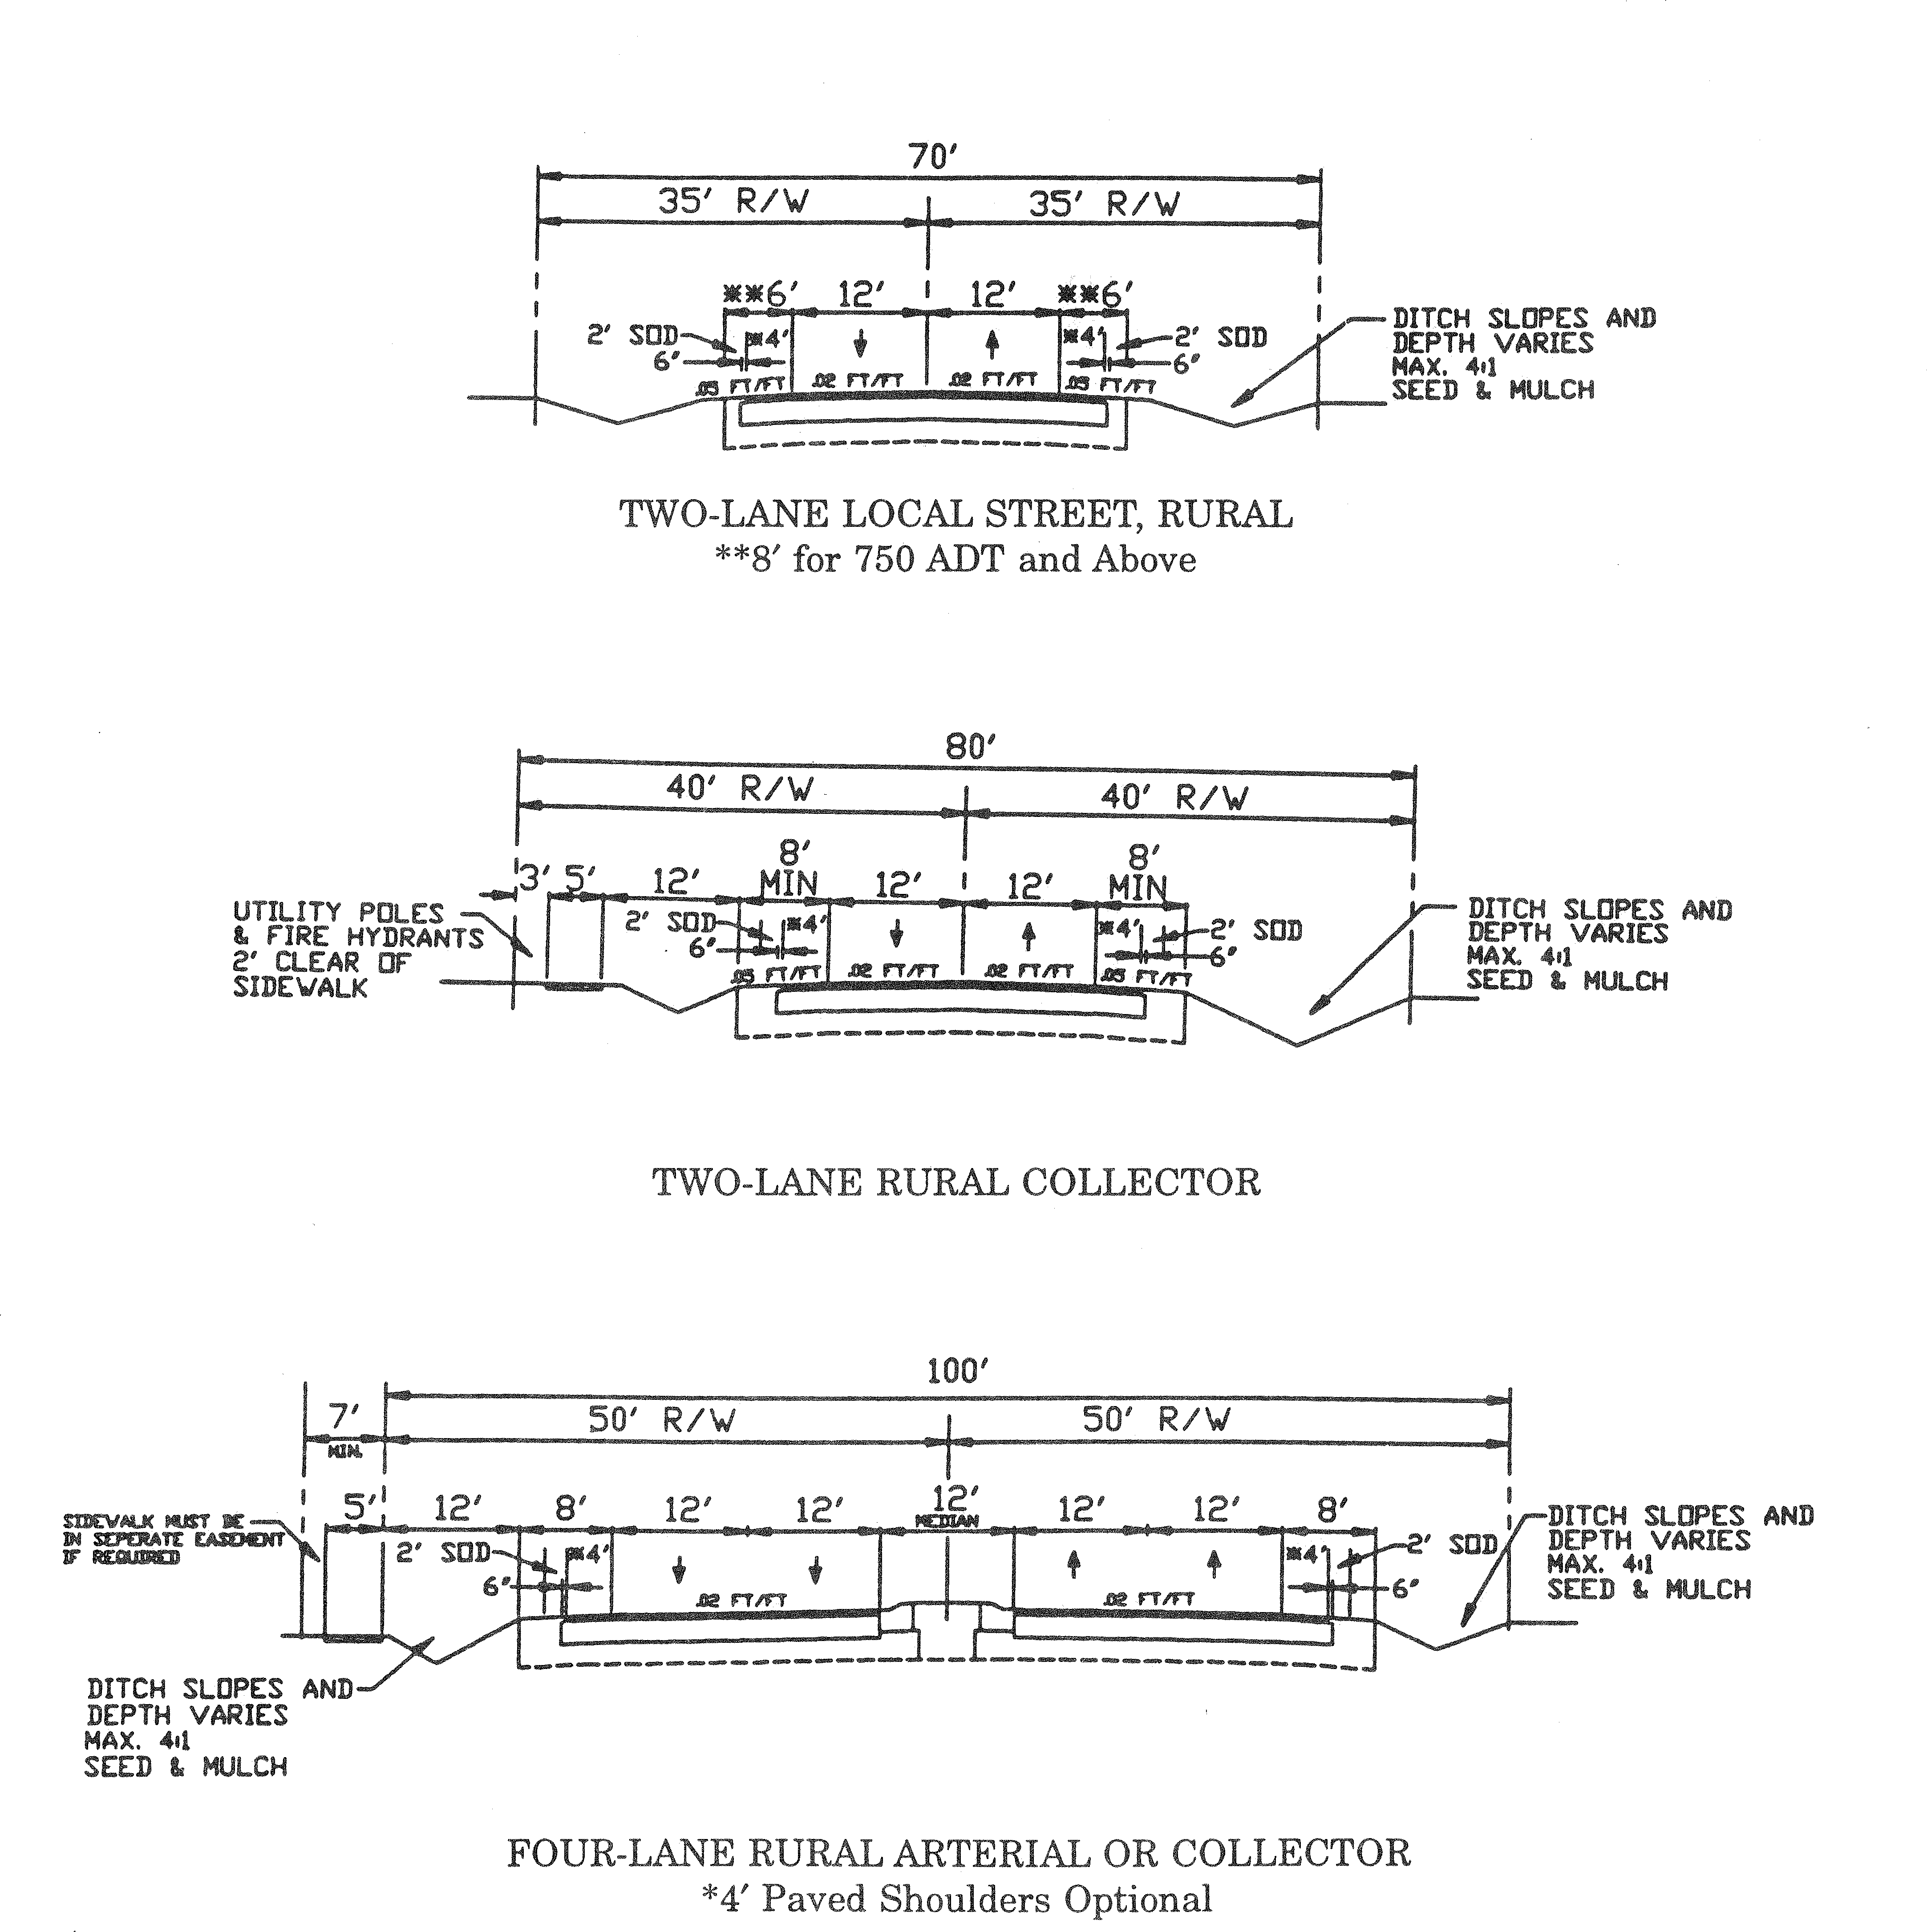 70'
35' R/W 35' R/W
※※6' 12' 12' ※※6'
2' SOD ※4' ※4' 2' SOD
6" 6"
.05 FT/FT .02 FT/FT .02 FT/FT .05 FT/FT
DITCH SLOPES AND
DEPTH VARIES
MAX. 4:1
SEED & MULCH
TWO-LANE LOCAL STREET, RURAL
**8' for 750 ADT and Above
80'
40' R/W 40' R/W
3' 5' 12' 8' MIN 12' 12' 8' MIN
UTILITY POLES
& FIRE HYDRANTS
2' CLEAR OF
SIDEWALK
2' SOD ※4' ※4' 2' SOD
6" 6"
.05 FT/FT .02 FT/FT .02 FT/FT .05 FT/FT
DITCH SLOPES AND
DEPTH VARIES
MAX. 4:1
SEED & MULCH
TWO-LANE RURAL COLLECTOR
100'
7' 50' R/W 50' R/W
MIN.
5' 12' 8' 12' 12' 12' 12' 12' 8'
MEDIAN
SIDEWALK MUST BE
IN SEPERATE EASEMENT
IF REQUIRED
2' SOD ※4' ※4' 2' SOD
6" 6"
.02 FT/FT .02 FT/FT
DITCH SLOPES AND
DEPTH VARIES
MAX. 4:1
SEED & MULCH
DITCH SLOPES AND
DEPTH VARIES
MAX. 4:1
SEED & MULCH
FOUR-LANE RURAL ARTERIAL OR COLLECTOR
*4' Paved Shoulders Optional